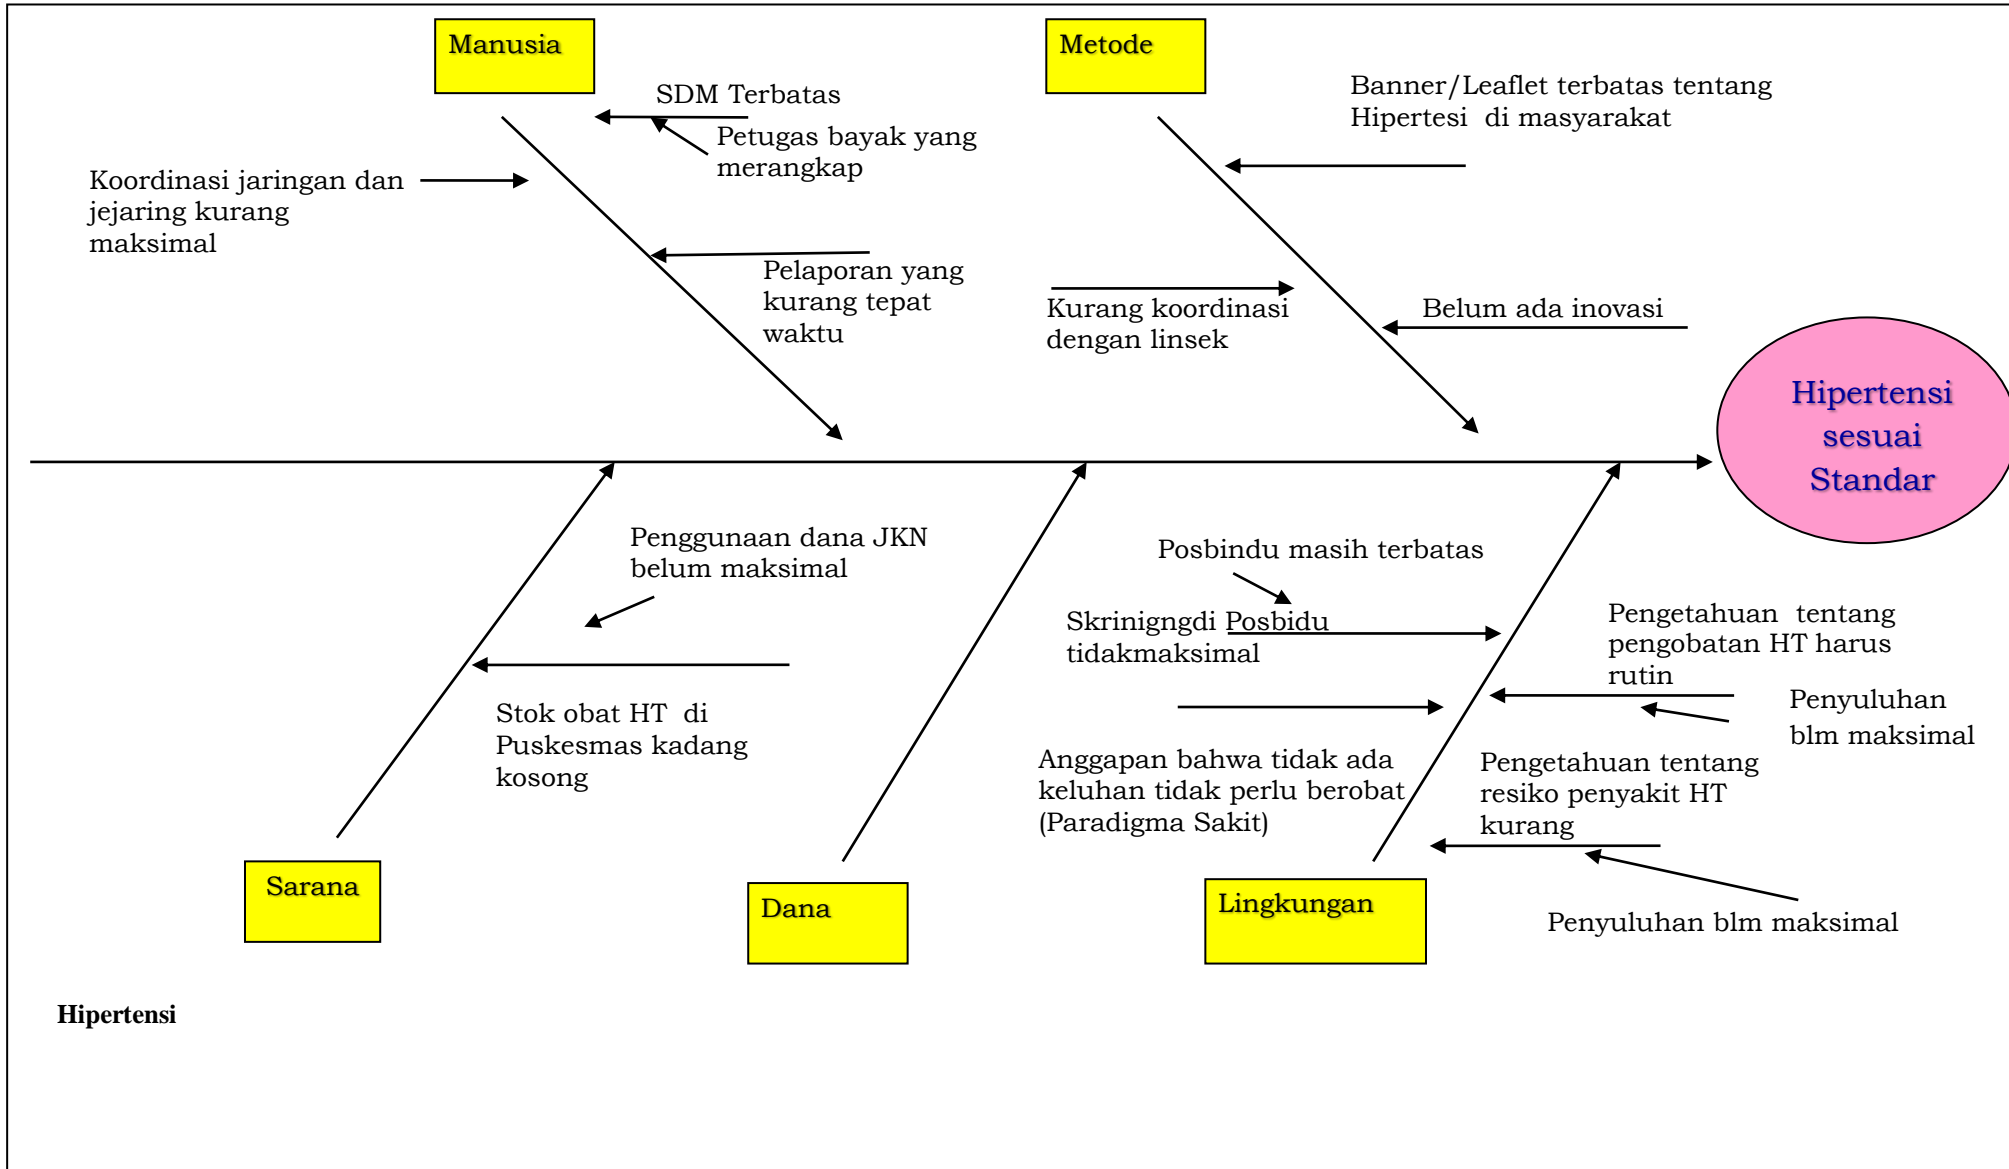 Manusia
Metode
SDM Terbatas
Petugas bayak yang
merangkap
Koordinasi jaringan dan
jejaring kurang
maksimal
Pelaporan yang
kurang tepat
waktu
Banner/Leaflet terbatas tentang
Hipertesi di masyarakat
Kurang koordinasi
dengan linsek
Belum ada inovasi
Hipertensi
sesuai
Standar
Penggunaan dana JKN
belum maksimal
Stok obat HT di
Puskesmas kadang
kosong
Posbindu masih terbatas
Skrinigngdi Posbidu
tidakmaksimal
Anggapan bahwa tidak ada
keluhan tidak perlu berobat
(Paradigma Sakit)
Pengetahuan tentang
pengobatan HT harus
rutin
Penyuluhan
blm maksimal
Pengetahuan tentang
resiko penyakit HT
kurang
Penyuluhan blm maksimal
Sarana
Dana
Lingkungan
Hipertensi